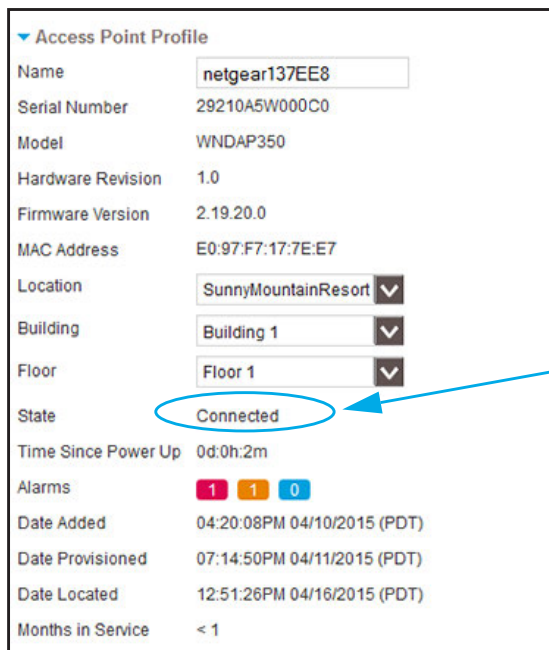 Access Point Profile
Name netgear137EE8
Serial Number 29210A5W000C0
Model WNDAP350
Hardware Revision 1.0
Firmware Version 2.19.20.0
MAC Address E0:97:F7:17:7E:E7
Location SunnyMountainResort
Building Building 1
Floor Floor 1
State Connected
Time Since Power Up 0d:0h:2m
Alarms 1 1 0
Date Added 04:20:08PM 04/10/2015 (PDT)
Date Provisioned 07:14:50PM 04/11/2015 (PDT)
Date Located 12:51:26PM 04/16/2015 (PDT)
Months in Service < 1